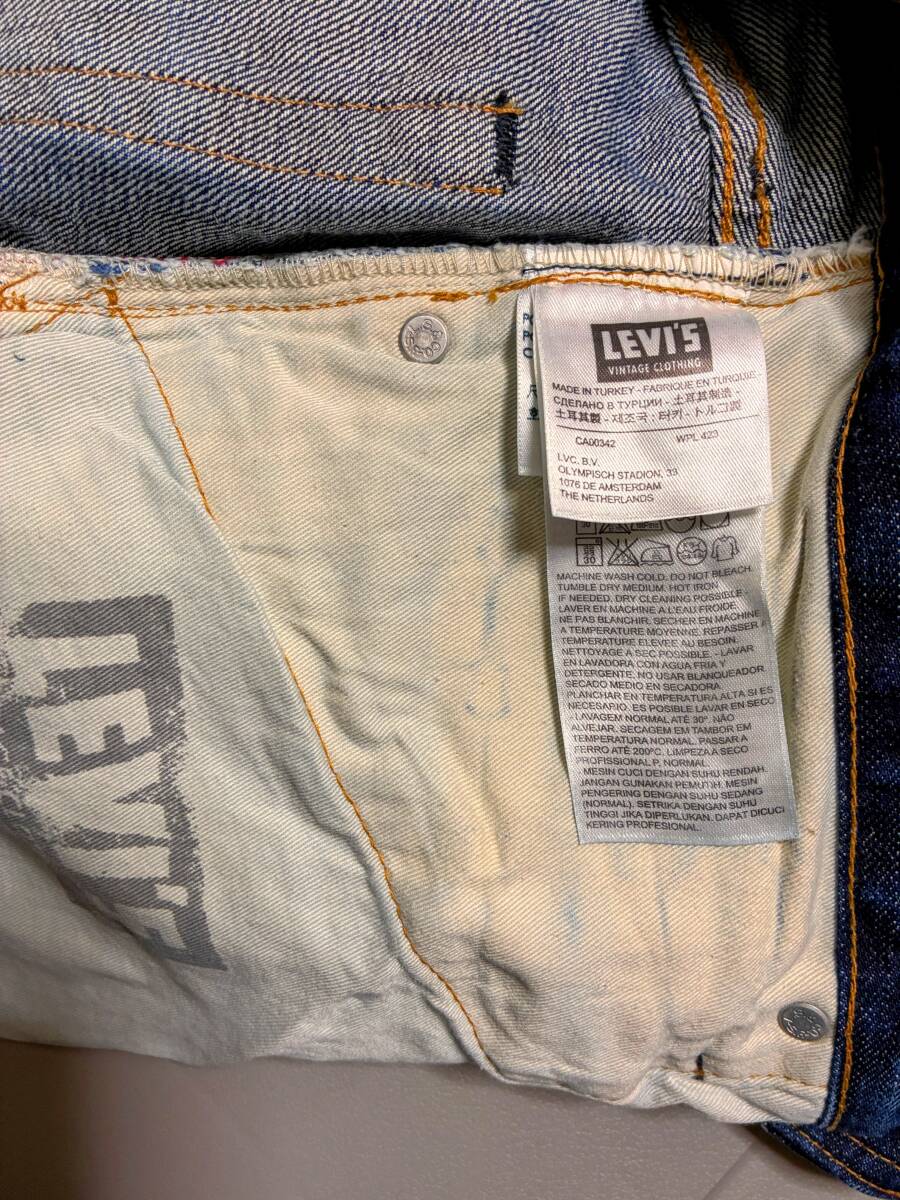 LEVI'S
VINTAGE CLOTHING
MADE IN TURKEY - FABRIQUE EN TURQUIE
СДЕЛАНО В ТУРЦИИ - 土耳其制造 -
土耳其製 - 제조국 : 터키 - トルコ製
CA00342 WPL 423
LVC. B.V.
OLYMPISCH STADION, 33
1076 DE AMSTERDAM
THE NETHERLANDS
30
MACHINE WASH COLD. DO NOT BLEACH.
TUMBLE DRY MEDIUM. HOT IRON
IF NEEDED. DRY CLEANING POSSIBLE -
LAVER EN MACHINE A L'EAU FROIDE
NE PAS BLANCHIR. SECHER EN MACHINE
A TEMPERATURE MOYENNE. REPASSER A
TEMPERATURE ELEVEE AU BESOIN.
NETTOYAGE A SEC POSSIBLE. - LAVAR
EN LAVADORA CON AGUA FRIA Y
DETERGENTE. NO USAR BLANQUEADOR.
SECADO MEDIO EN SECADORA.
PLANCHAR EN TEMPERATURA ALTA SI ES
NECESARIO. ES POSIBLE LAVAR EN SECO
- LAVAGEM NORMAL ATÉ 30°. NÃO
ALVEJAR. SECAGEM EM TAMBOR EM
TEMPERATURA NORMAL. PASSAR A
FERRO ATÉ 200°C. LIMPEZA A SECO
PROFISSIONAL P, NORMAL.
- MESIN CUCI DENGAN SUHU RENDAH.
JANGAN GUNAKAN PEMUTIH. MESIN
PENGERING DENGAN SUHU SEDANG
(NORMAL). SETRIKA DENGAN SUHU
TINGGI JIKA DIPERLUKAN. DAPAT DICUCI
KERING PROFESIONAL.
LEVI'S